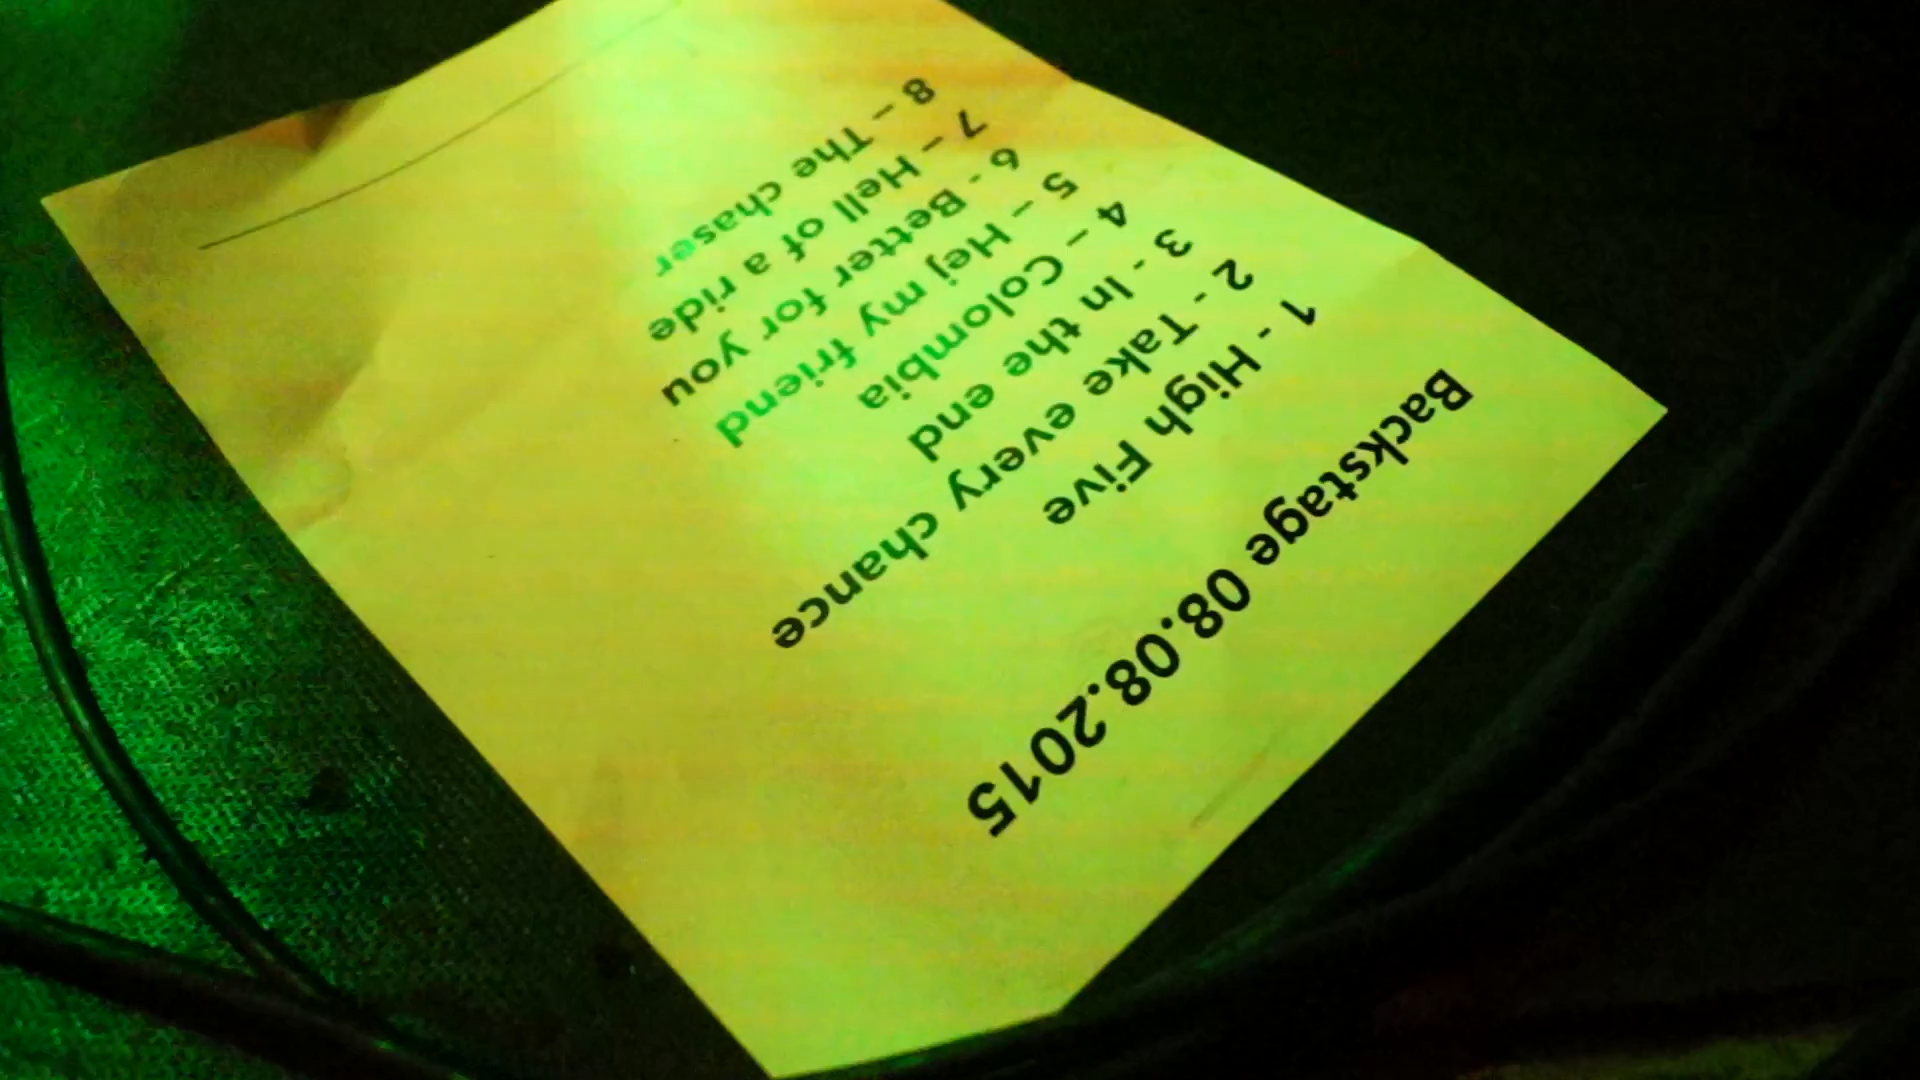 Backstage 08.08.2015
1 - High Five
2 - Take every chance
3 - In the end
4 – Colombia
5 – Hej my friend
6 - Better for you
7 – Hell of a ride
8 – The chaser